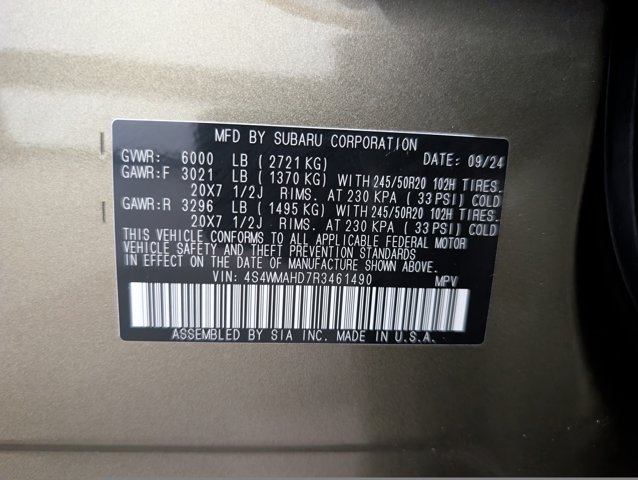 MFD BY SUBARU CORPORATION
GVWR: 6000 LB ( 2721 KG) DATE: 09/24
GAWR:F 3021 LB ( 1370 KG) WITH 245/50R20 102H TIRES.
20X7 1/2J RIMS. AT 230 KPA ( 33 PSI) COLD
GAWR:R 3296 LB ( 1495 KG) WITH 245/50R20 102H TIRES.
20X7 1/2J RIMS. AT 230 KPA ( 33 PSI) COLD
THIS VEHICLE CONFORMS TO ALL APPLICABLE FEDERAL MOTOR
VEHICLE SAFETY AND THEFT PREVENTION STANDARDS
IN EFFECT ON THE DATE OF MANUFACTURE SHOWN ABOVE.
VIN: 4S4WMAHD7R3461490 MPV
ASSEMBLED BY SIA INC. MADE IN U.S.A.